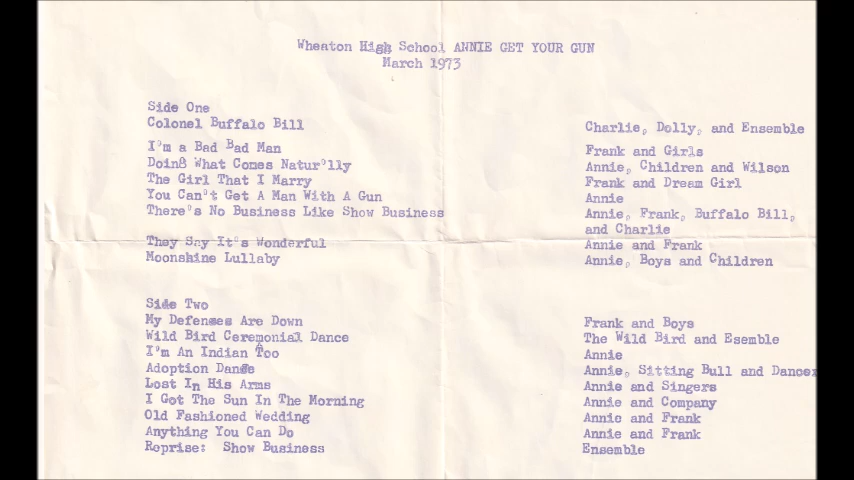 Wheaton High School ANNIE GET YOUR GUN
March 1973
Side One
Colonel Buffalo Bill Charlie, Dolly, and Ensemble
I'm a Bad Bad Man Frank and Girls
Doing What Comes Natur'lly Annie, Children and Wilson
The Girl That I Marry Frank and Dream Girl
You Can't Get A Man With A Gun Annie
There's No Business Like Show Business Annie, Frank, Buffalo Bill,
and Charlie
They Say It's Wonderful Annie and Frank
Moonshine Lullaby Annie, Boys and Children
Side Two
My Defenses Are Down Frank and Boys
Wild Bird Ceremonial Dance The Wild Bird and Esemble
I'm An Indian Too Annie
Adoption Danse Annie, Sitting Bull and Dancer
Lost In His Arms Annie and Singers
I Got The Sun In The Morning Annie and Company
Old Fashioned Wedding Annie and Frank
Anything You Can Do Annie and Frank
Reprise: Show Business Ensemble